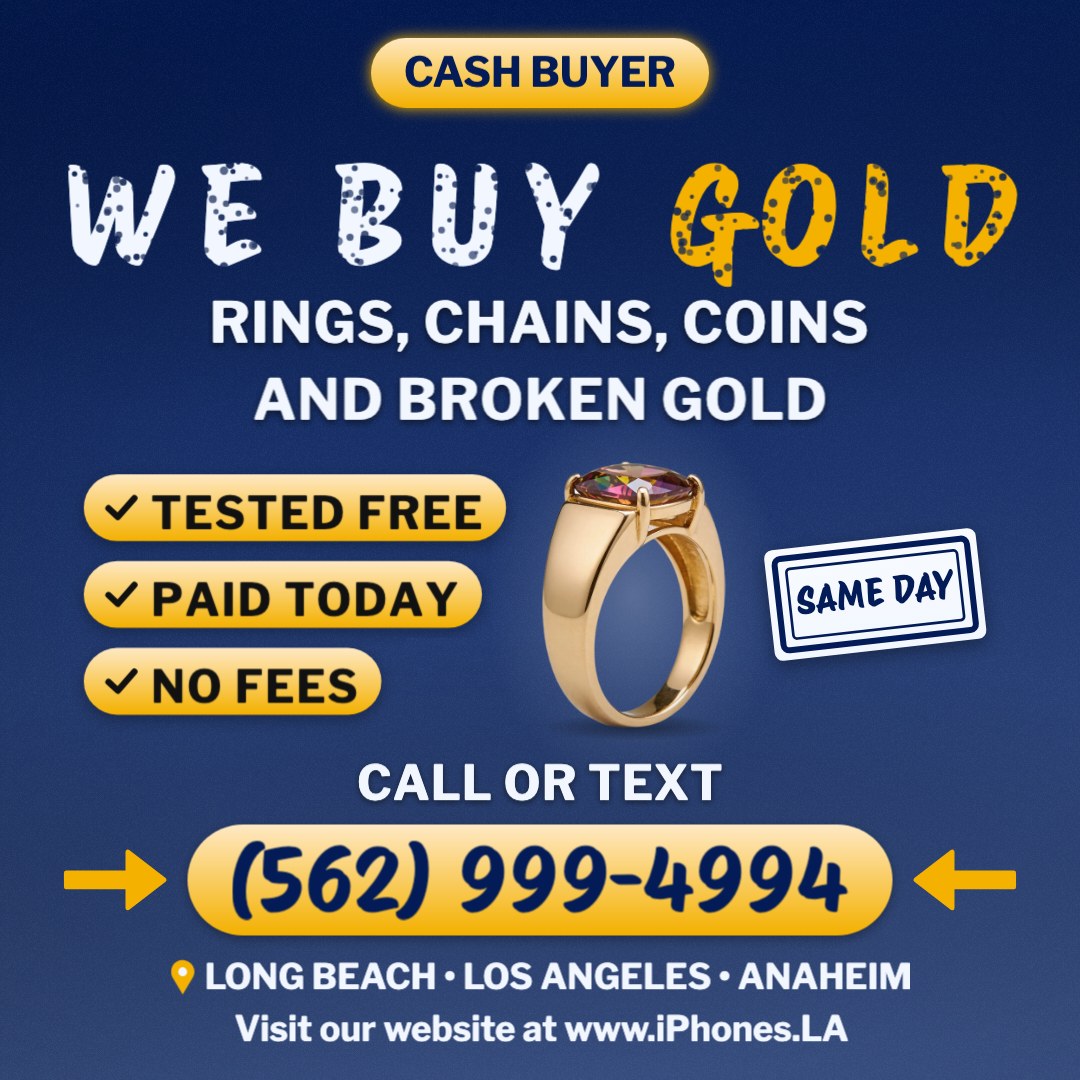 CASH BUYER
WE BUY GOLD
RINGS, CHAINS, COINS
AND BROKEN GOLD
✓ TESTED FREE
✓ PAID TODAY
✓ NO FEES
SAME DAY
CALL OR TEXT
(562) 999-4994
LONG BEACH • LOS ANGELES • ANAHEIM
Visit our website at www.iPhones.LA